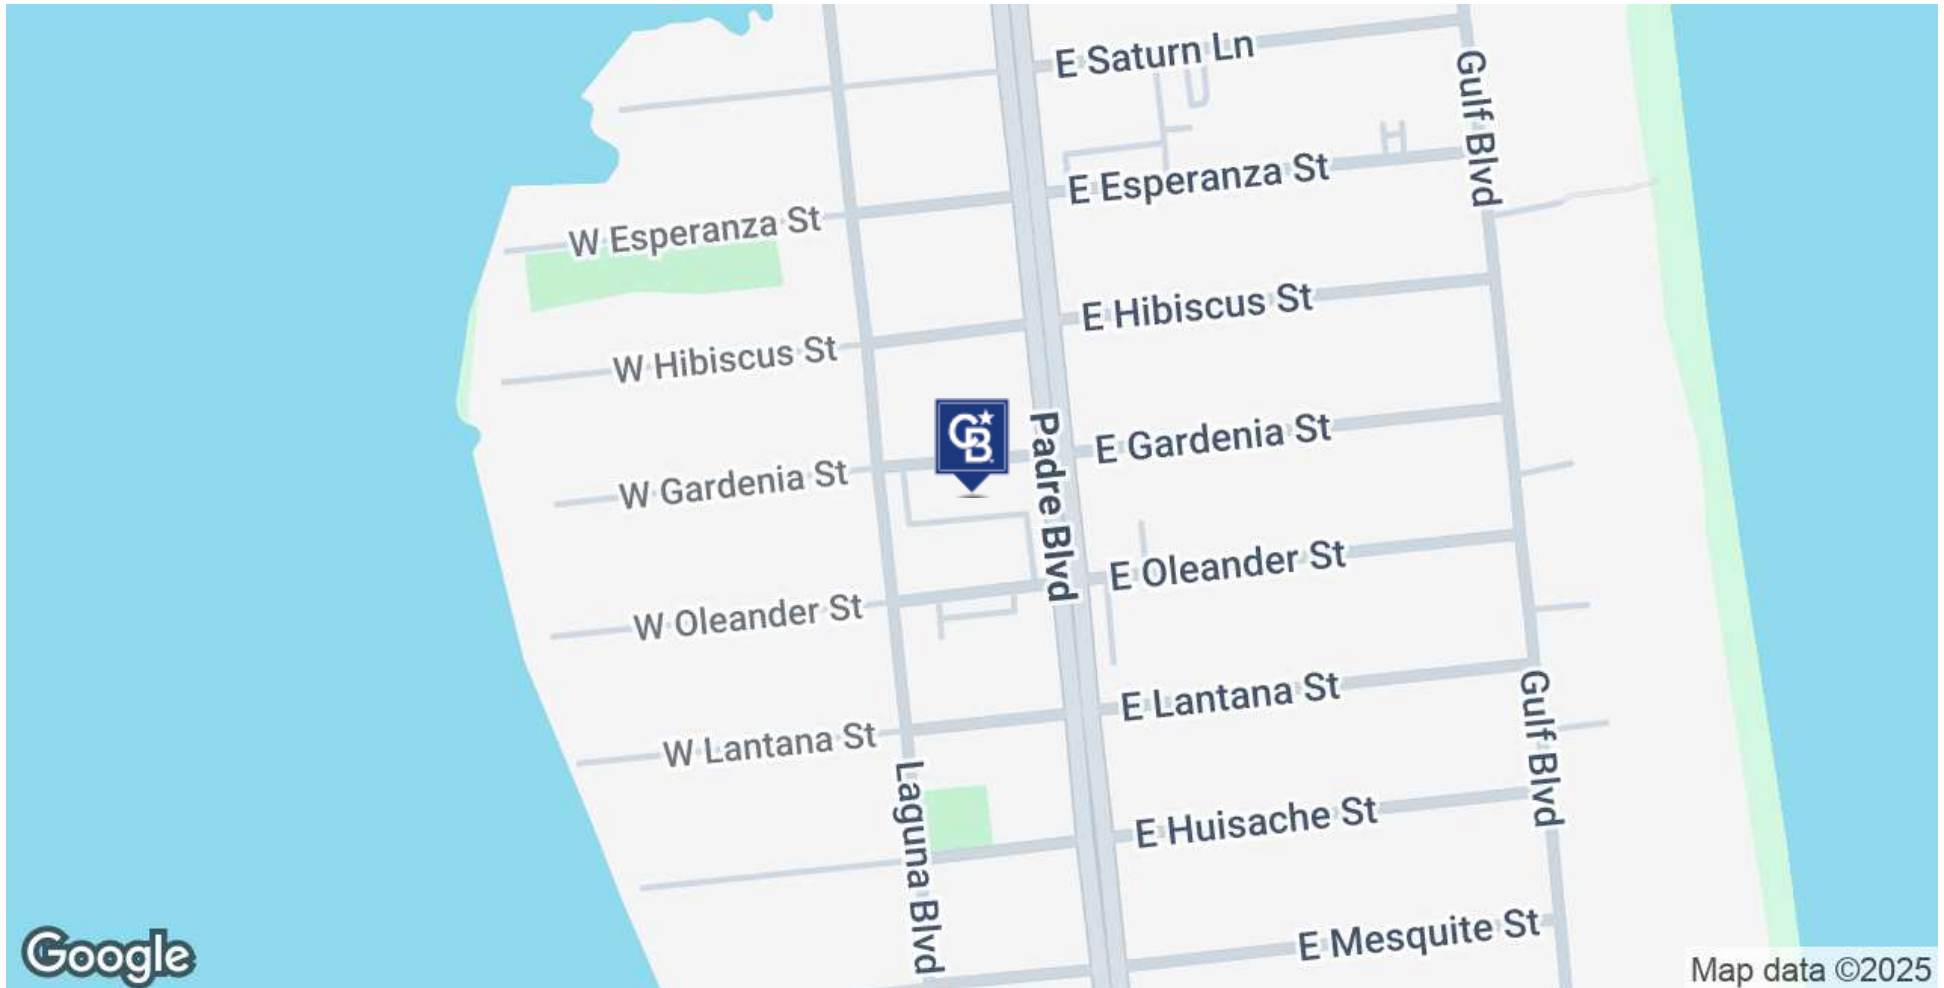 E Saturn Ln
Gulf Blvd
E Esperanza St
W Esperanza St
E Hibiscus St
W Hibiscus St
CB
Padre Blvd
E Gardenia St
W Gardenia St
E Oleander St
W Oleander St
E Lantana St
Gulf Blvd
W Lantana St
Laguna Blvd
E Huisache St
E Mesquite St
Google
Map data ©2025